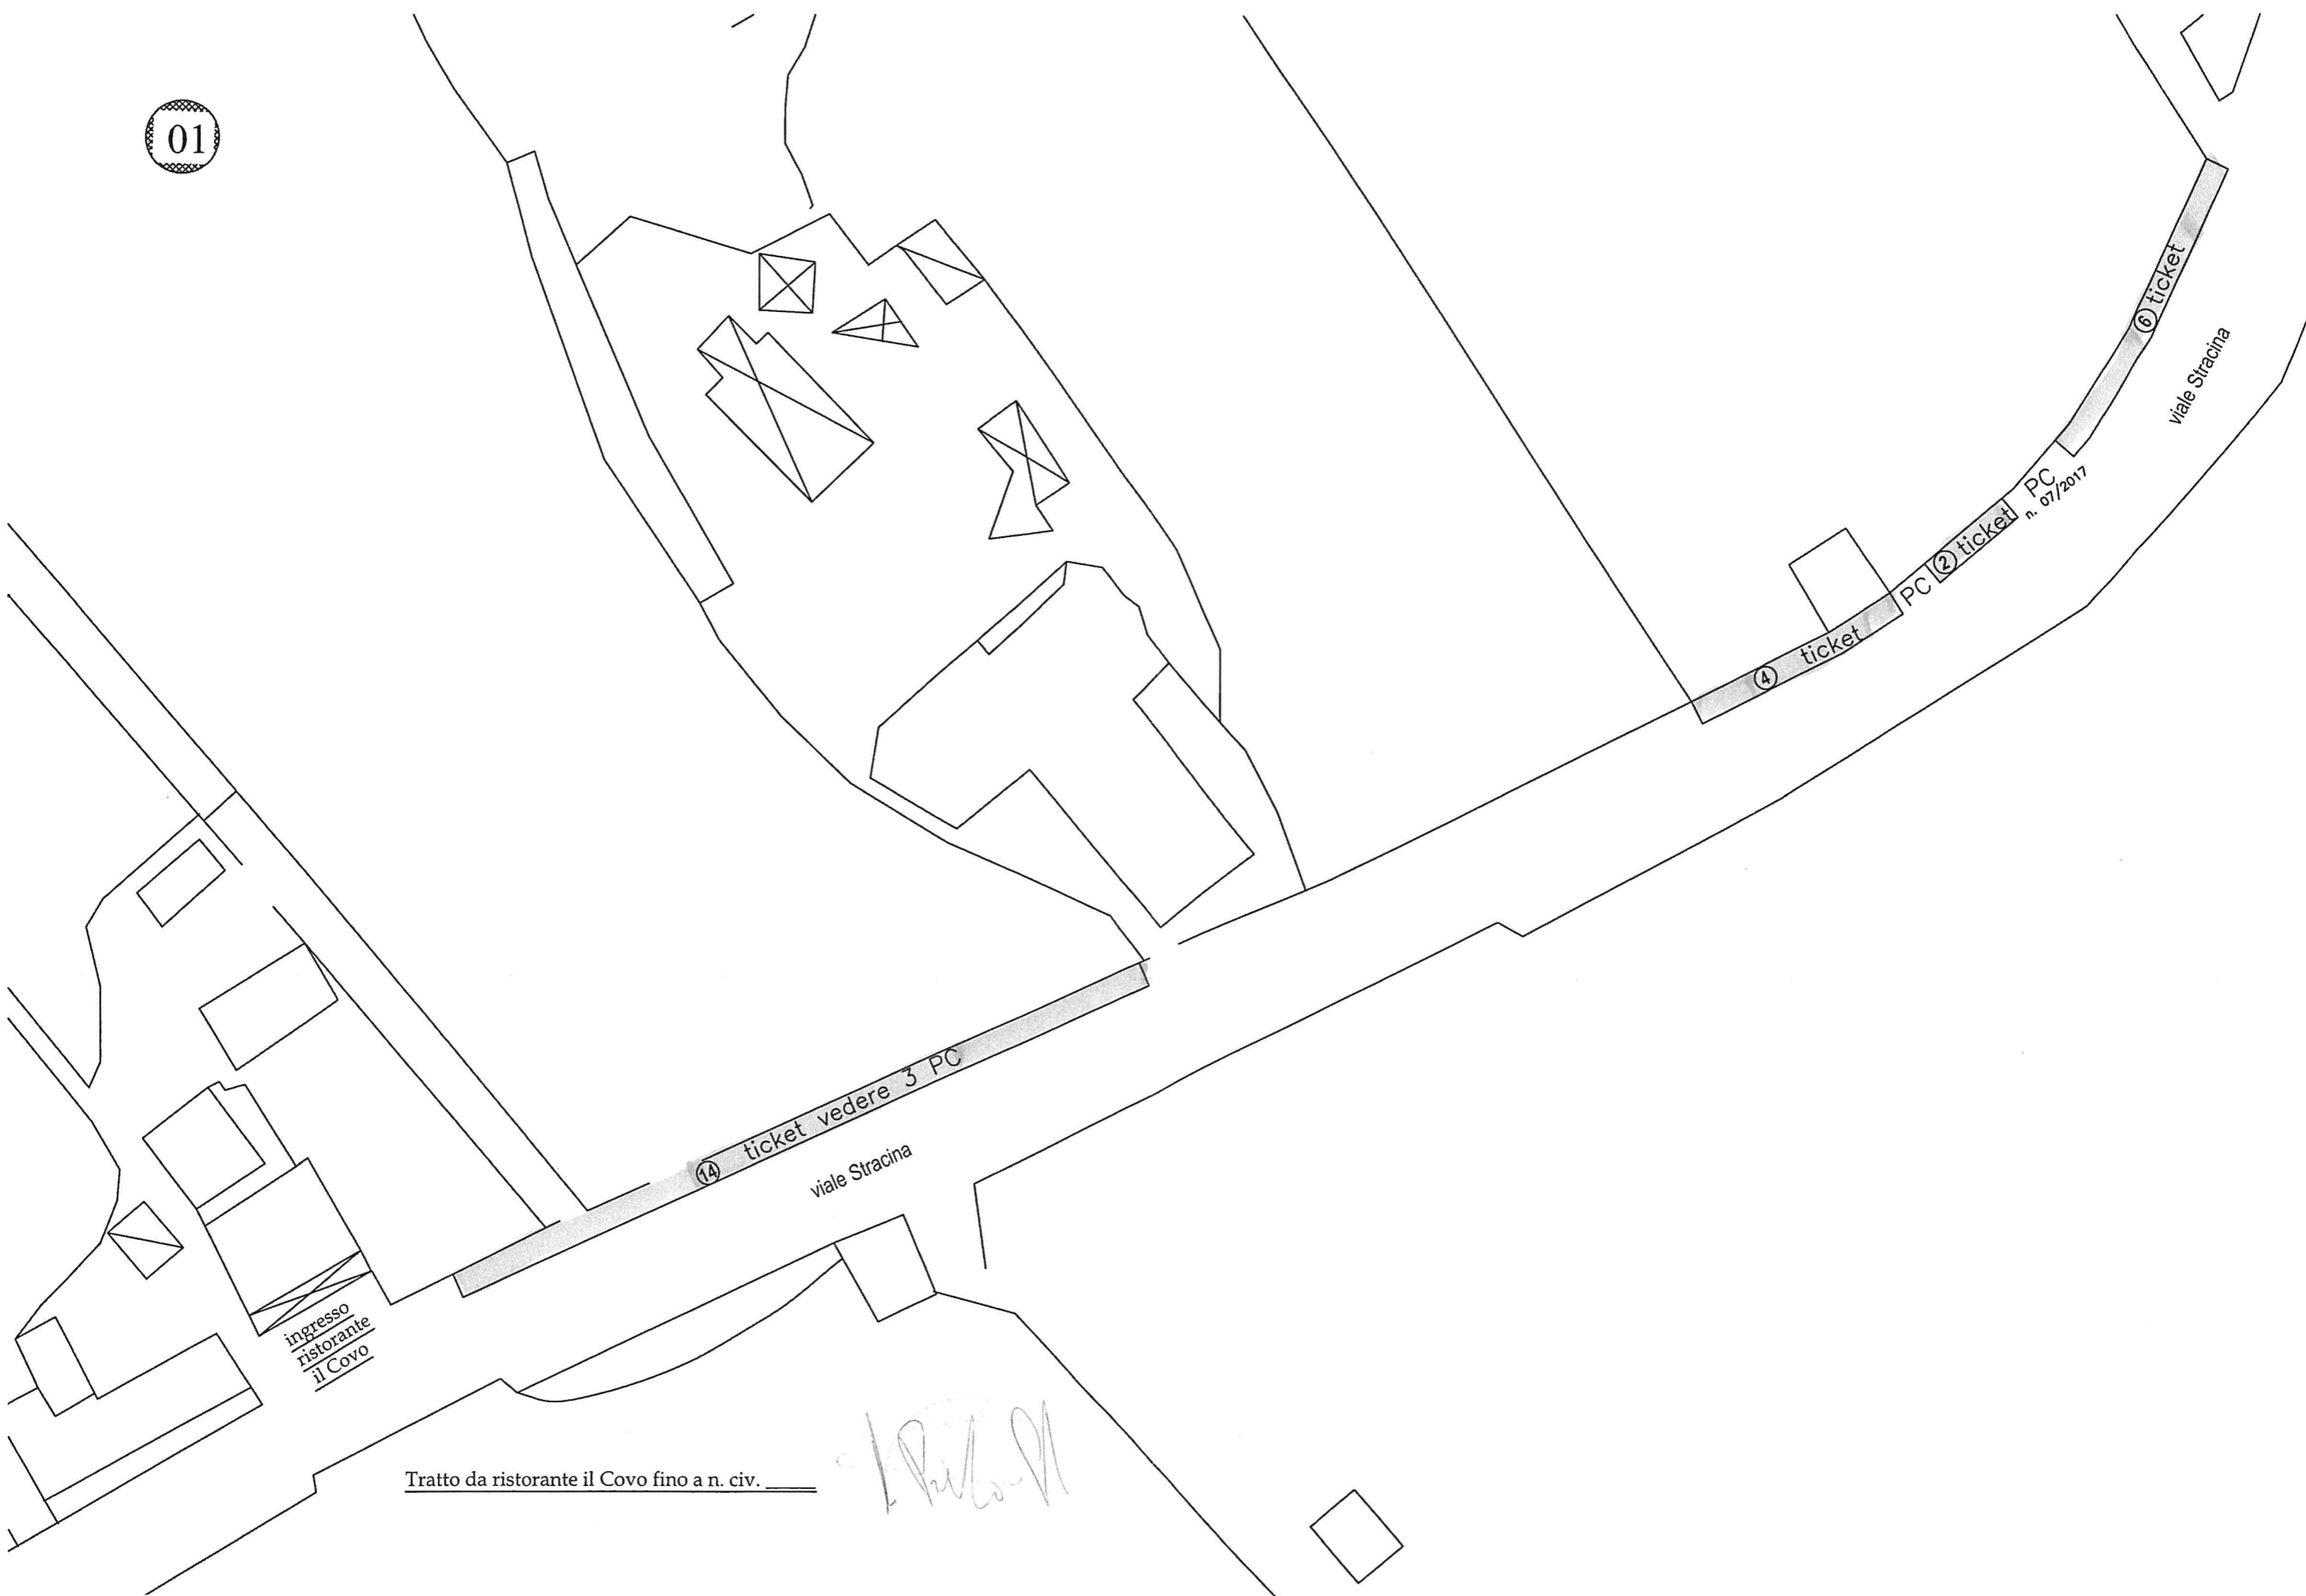 01
6 ticket
viale Stracina
PC
n. 07/2017
2 ticket
PC
4 ticket
14 ticket vedere 3 PC
viale Stracina
ingresso
ristorante
il Covo
Tratto da ristorante il Covo fino a n. civ. ____